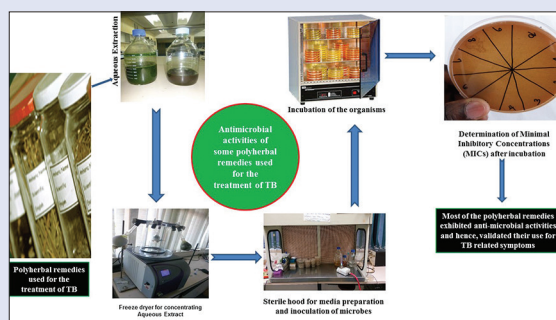 Aqueous Extraction
Polyherbal remedies
used for the
treatment of TB
Freeze dryer for concentrating
Aqueous Extract
Antimicrobial
activities of
some polyherbal
remedies used
for the
treatment of TB
Sterile hood for media preparation
and inoculation of microbes
Incubation of the organisms
Determination of Minimal
Inhibitory Concentrations
(MICs) after incubation
Most of the polyherbal remedies
exhibited anti-microbial activities
and hence, validated their use for
TB related symptoms